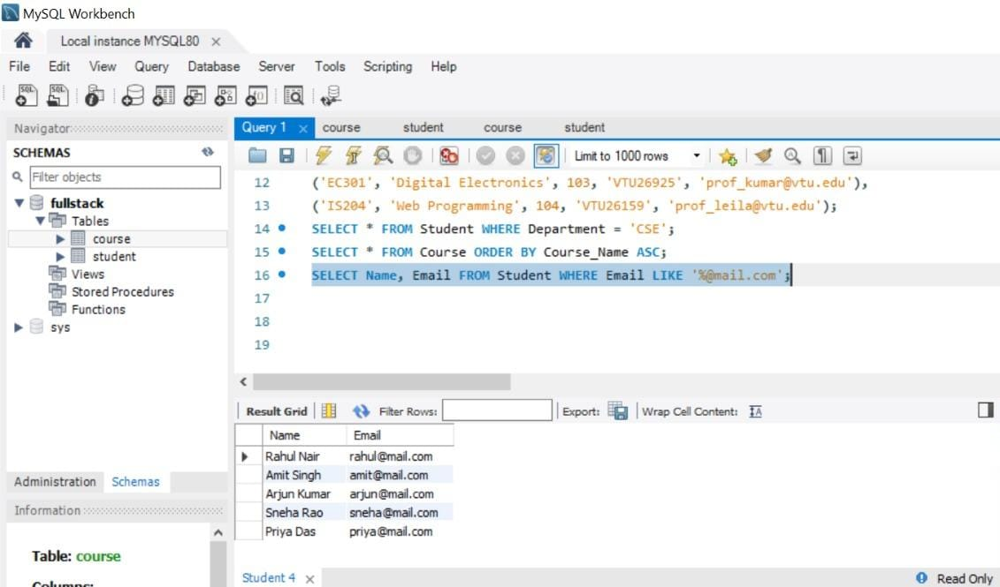 MySQL Workbench
Local instance MYSQL80
File Edit View Query Database Server Tools Scripting Help
Navigator
SCHEMAS
Filter objects
fullstack
Tables
course
student
Views
Stored Procedures
Functions
sys
Administration Schemas
Information
Table: course
Columns:
Query 1 course student course student
Limit to 1000 rows
12 ('EC301', 'Digital Electronics', 103, 'VTU26925', 'prof_kumar@vtu.edu'),
13 ('IS204', 'Web Programming', 104, 'VTU26159', 'prof_leila@vtu.edu');
14 SELECT * FROM Student WHERE Department = 'CSE';
15 SELECT * FROM Course ORDER BY Course_Name ASC;
16 SELECT Name, Email FROM Student WHERE Email LIKE '%@mail.com';
17
18
19
Result Grid Filter Rows: Export: Wrap Cell Content:
Name Email
Rahul Nair rahul@mail.com
Amit Singh amit@mail.com
Arjun Kumar arjun@mail.com
Sneha Rao sneha@mail.com
Priya Das priya@mail.com
Student 4 Read Only